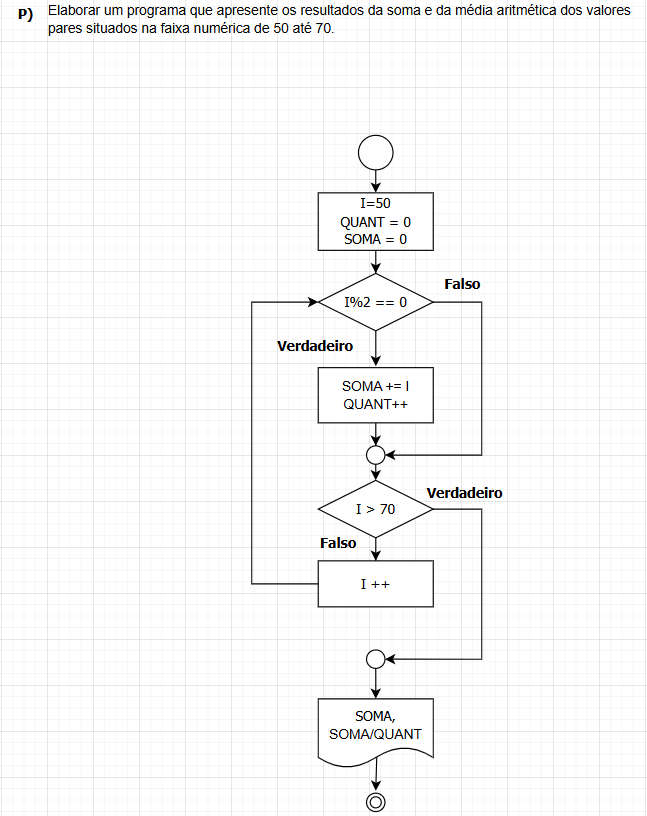 P) Elaborar um programa que apresente os resultados da soma e da média aritmética dos valores
pares situados na faixa numérica de 50 até 70.
I=50
QUANT = 0
SOMA = 0
I%2 == 0
Falso
Verdadeiro
SOMA += I
QUANT++
Verdadeiro
I > 70
Falso
I ++
SOMA,
SOMA/QUANT